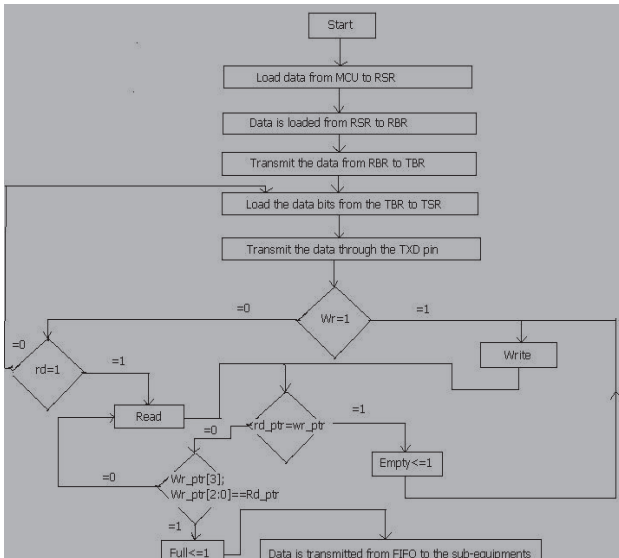 Start
Load data from MCU to RSR
Data is loaded from RSR to RBR
Transmit the data from RBR to TBR
Load the data bits from the TBR to TSR
Transmit the data through the TXD pin
=0
Wr=1
=1
=0
rd=1
=1
Write
Read
rd_ptr=wr_ptr
=1
=0
Empty<=1
=0
Wr_ptr[3];
Wr_ptr[2:0]==Rd_ptr
=1
Full<=1
Data is transmitted from FIFO to the sub-equipments